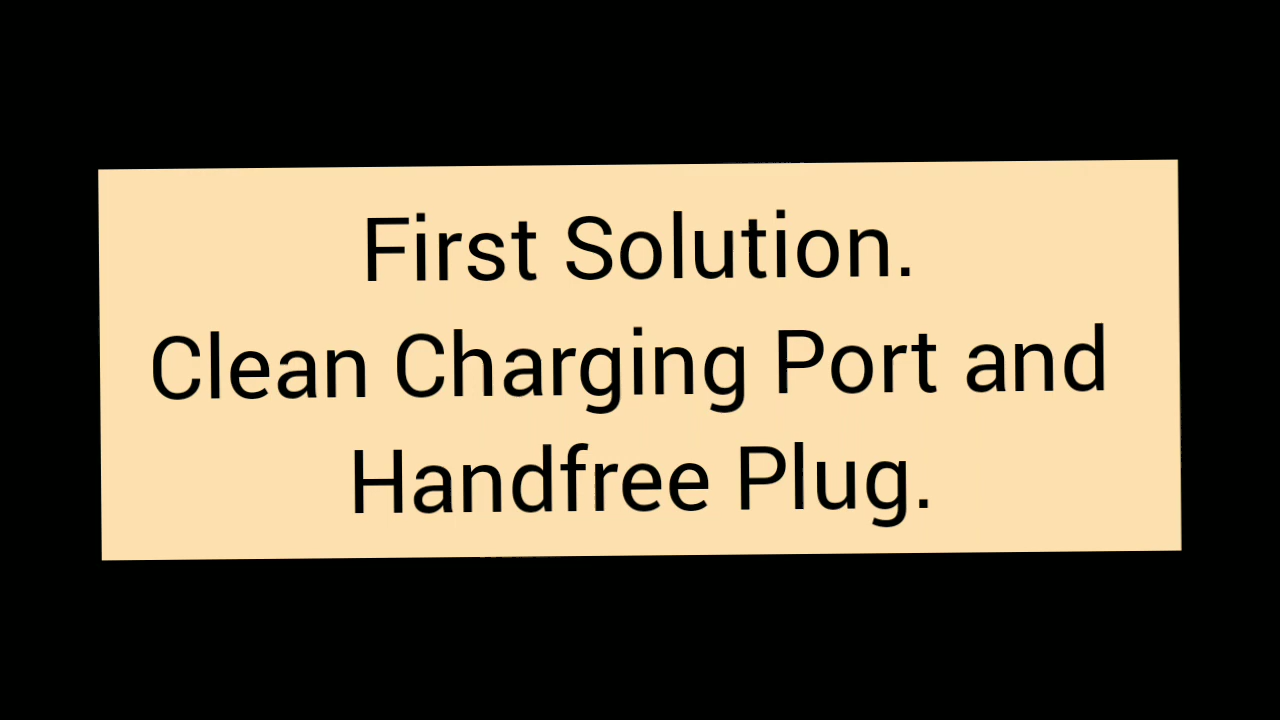 First Solution.
Clean Charging Port and
Handfree Plug.